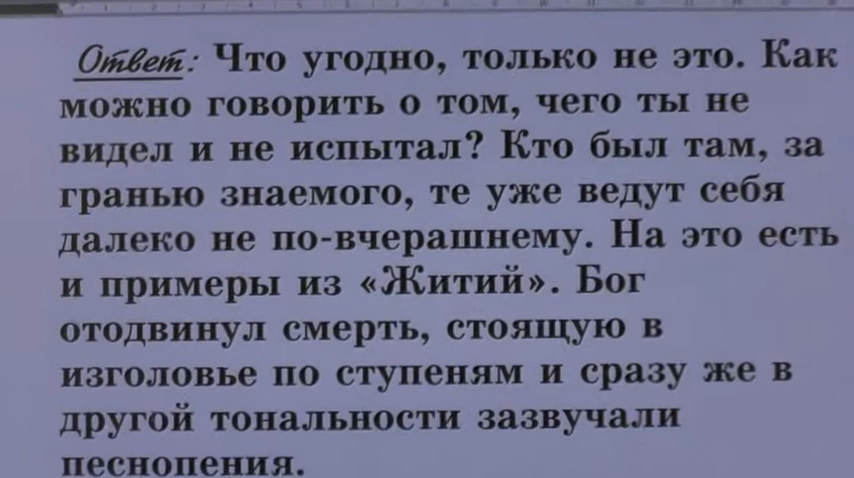 Ответ: Что угодно, только не это. Как
можно говорить о том, чего ты не
видел и не испытал? Кто был там, за
гранью знаемого, те уже ведут себя
далеко не по-вчерашнему. На это есть
и примеры из «Житий». Бог
отодвинул смерть, стоящую в
изголовье по ступеням и сразу же в
другой тональности зазвучали
песнопения.